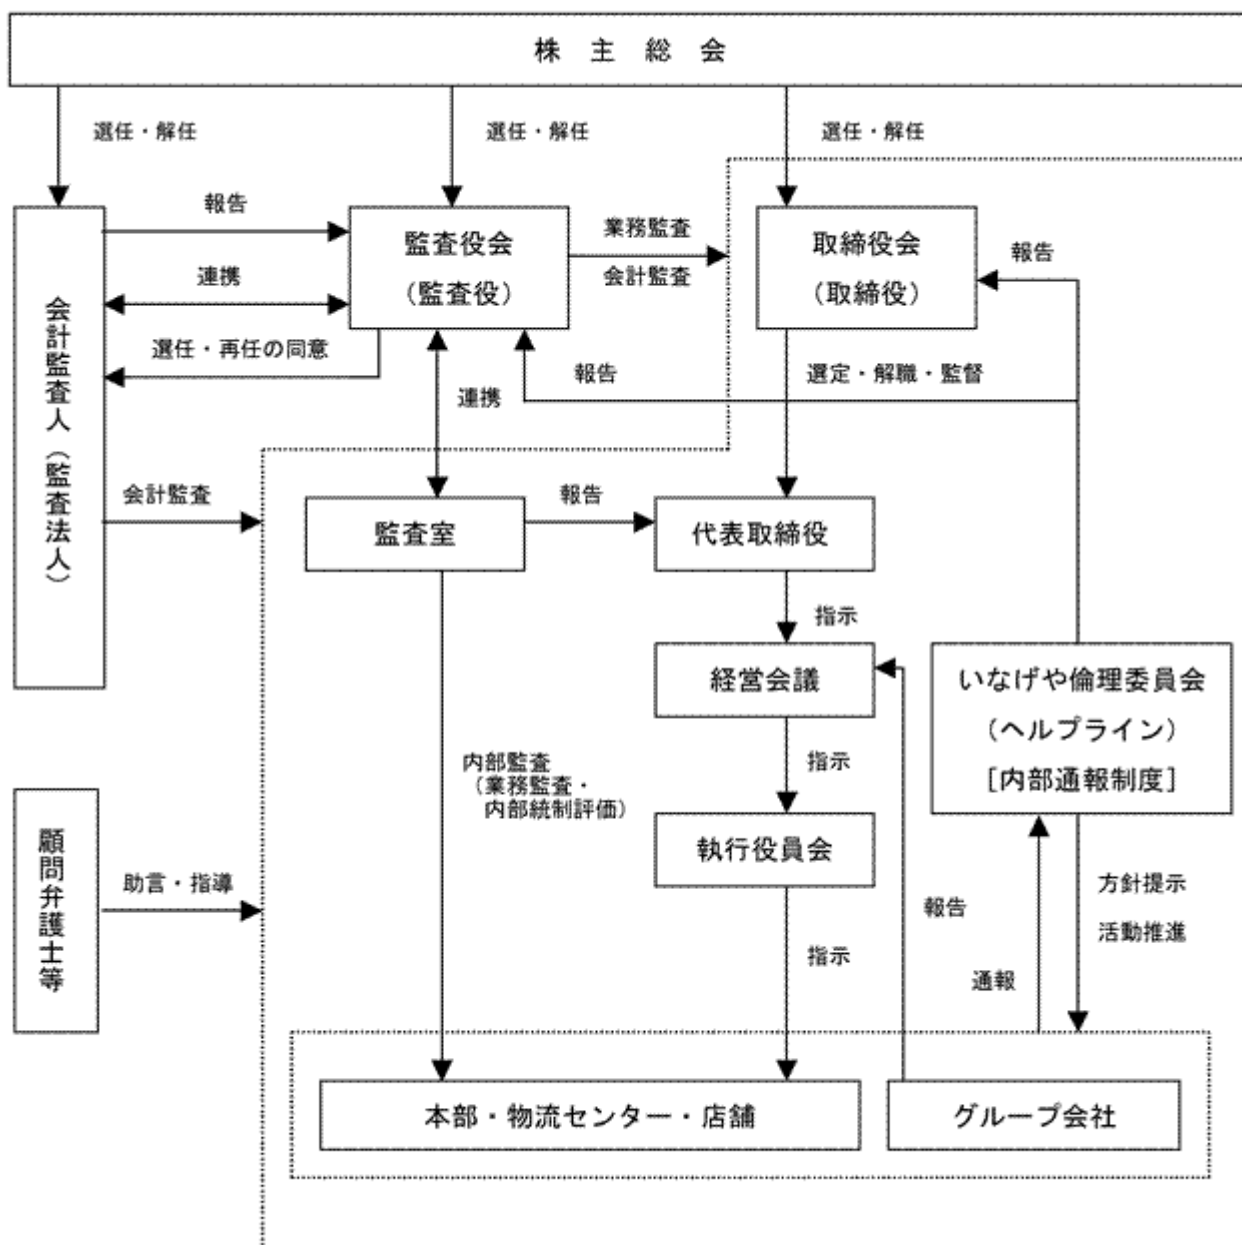 株主総会
選任・解任
選任・解任
選任・解任
報告
監査役会
（監査役）
業務監査
会計監査
取締役会
（取締役）
報告
連携
会計監査人（監査法人）
選任・再任の同意
連携
報告
選定・解職・監督
会計監査
監査室
報告
代表取締役
指示
経営会議
いなげや倫理委員会
（ヘルプライン）
［内部通報制度］
指示
内部監査
（業務監査・
内部統制評価）
執行役員会
顧問弁護士等
助言・指導
報告
方針提示
活動推進
指示
通報
本部・物流センター・店舗
グループ会社